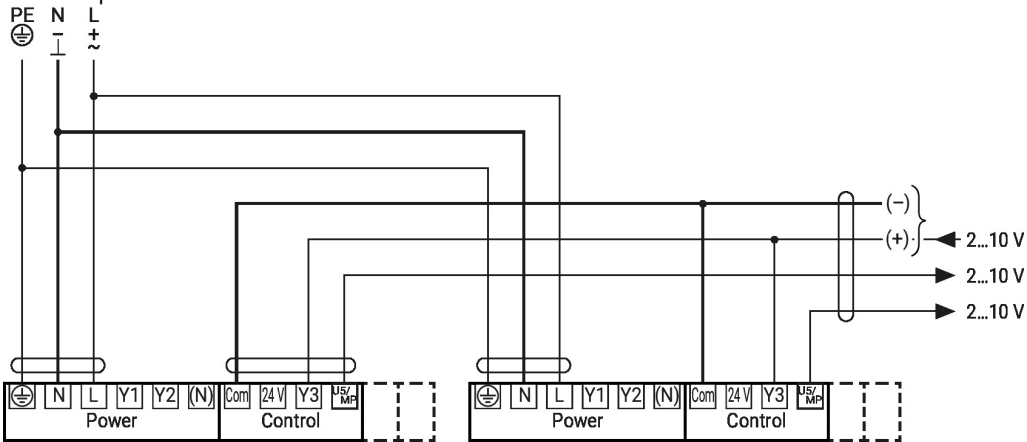 PE N L
- +
⊥ ~
(−)
(+) 2...10 V
2...10 V
2...10 V
N L Y1 Y2 (N) Com 24 V Y3 U5/MP N L Y1 Y2 (N) Com 24 V Y3 U5/MP
Power Control Power Control